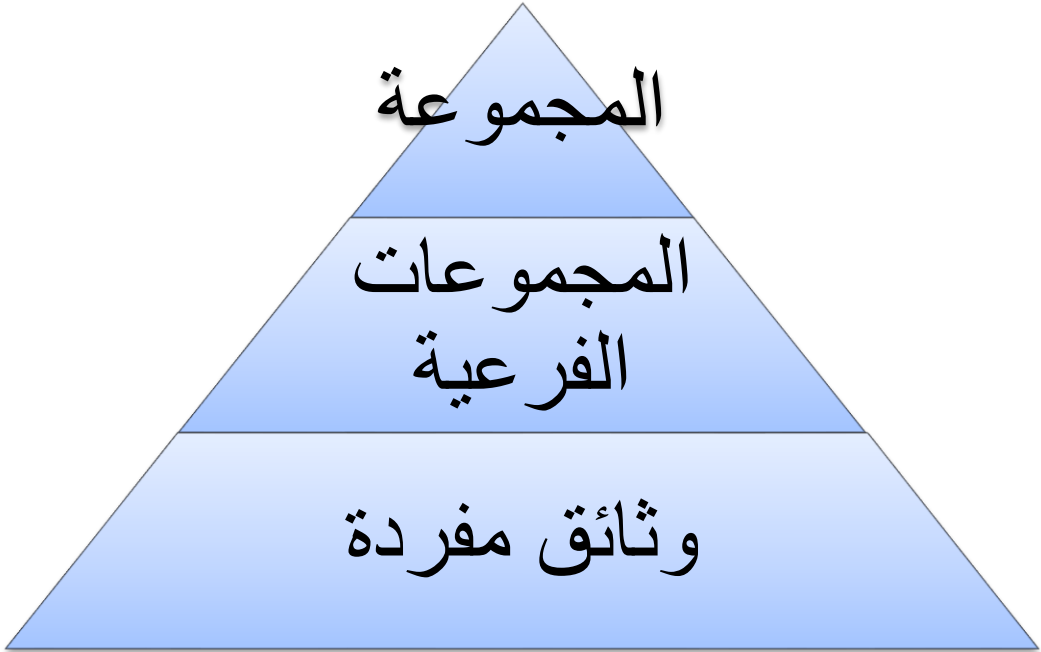 المجموعة
المجموعات
الفرعية
وثائق مفردة